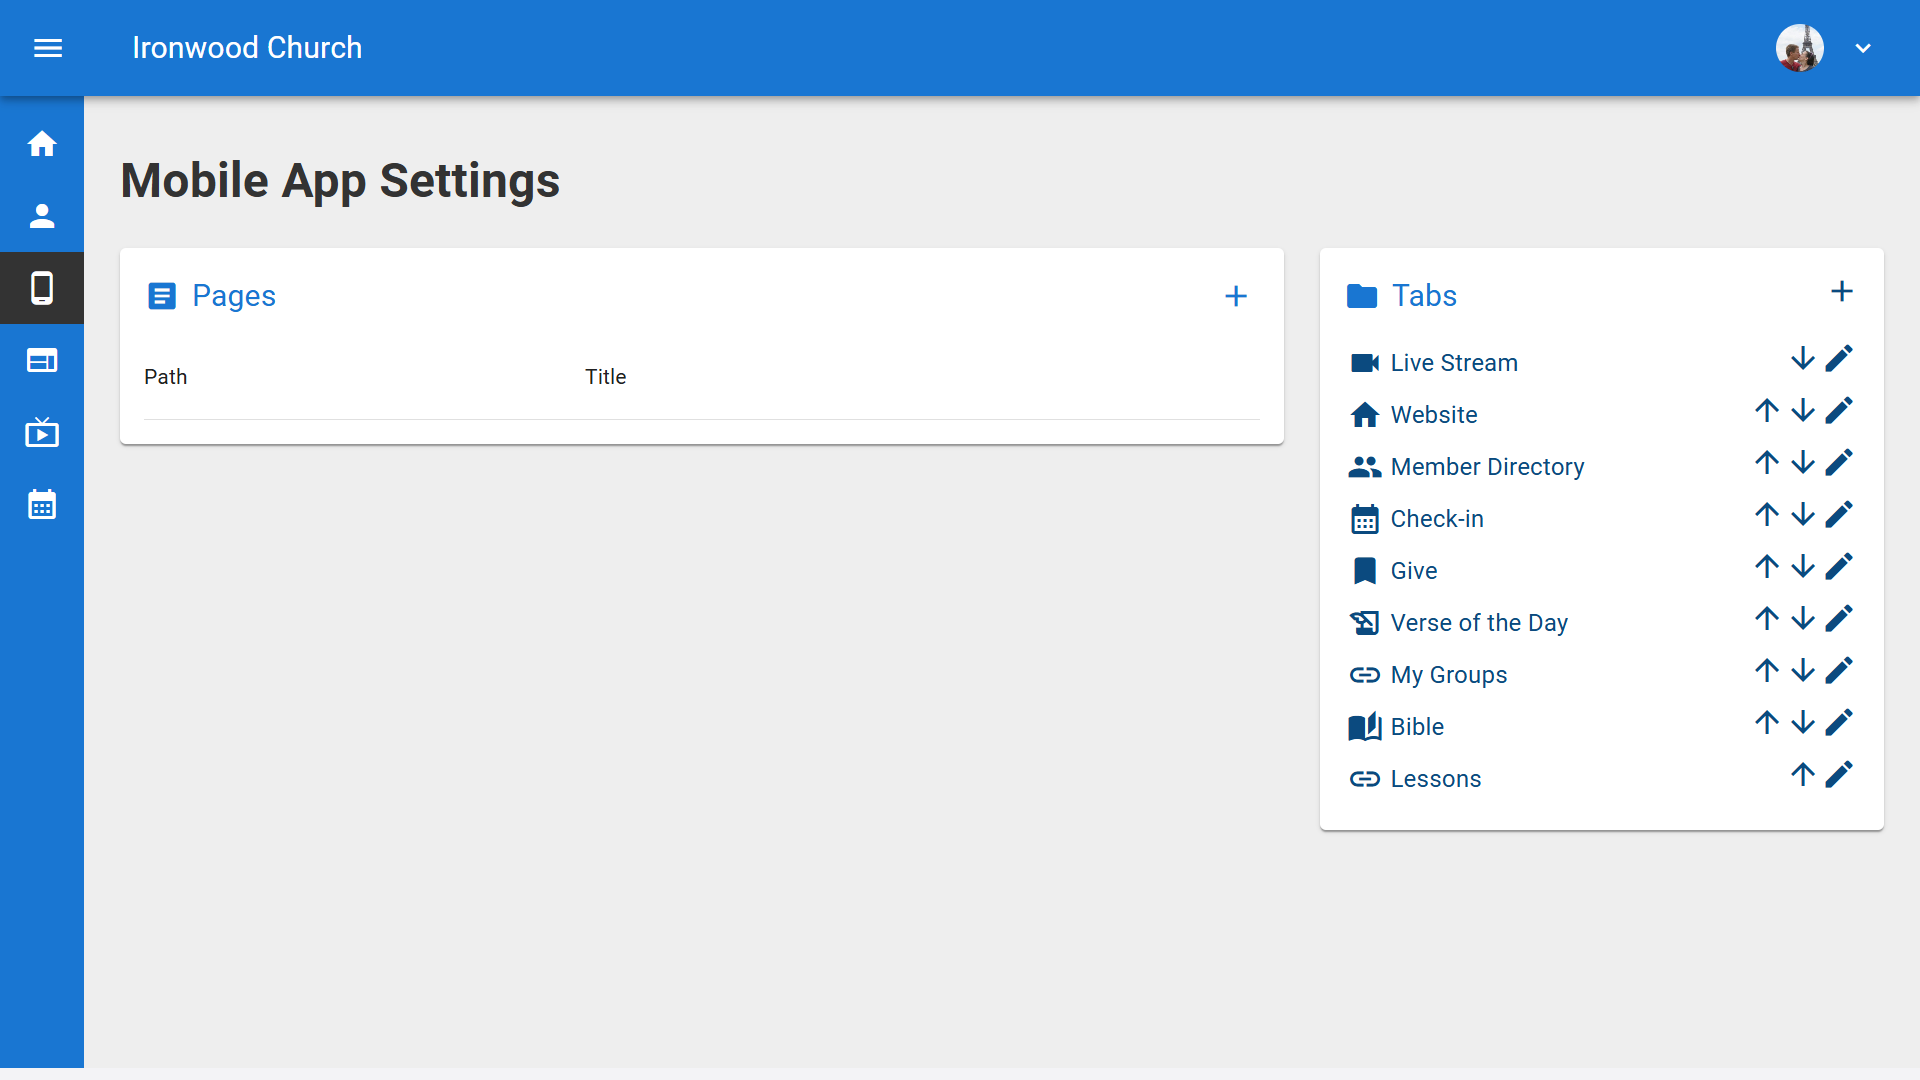 Ironwood Church
Mobile App Settings
Pages
Path Title
Tabs
Live Stream
Website
Member Directory
Check-in
Give
Verse of the Day
My Groups
Bible
Lessons